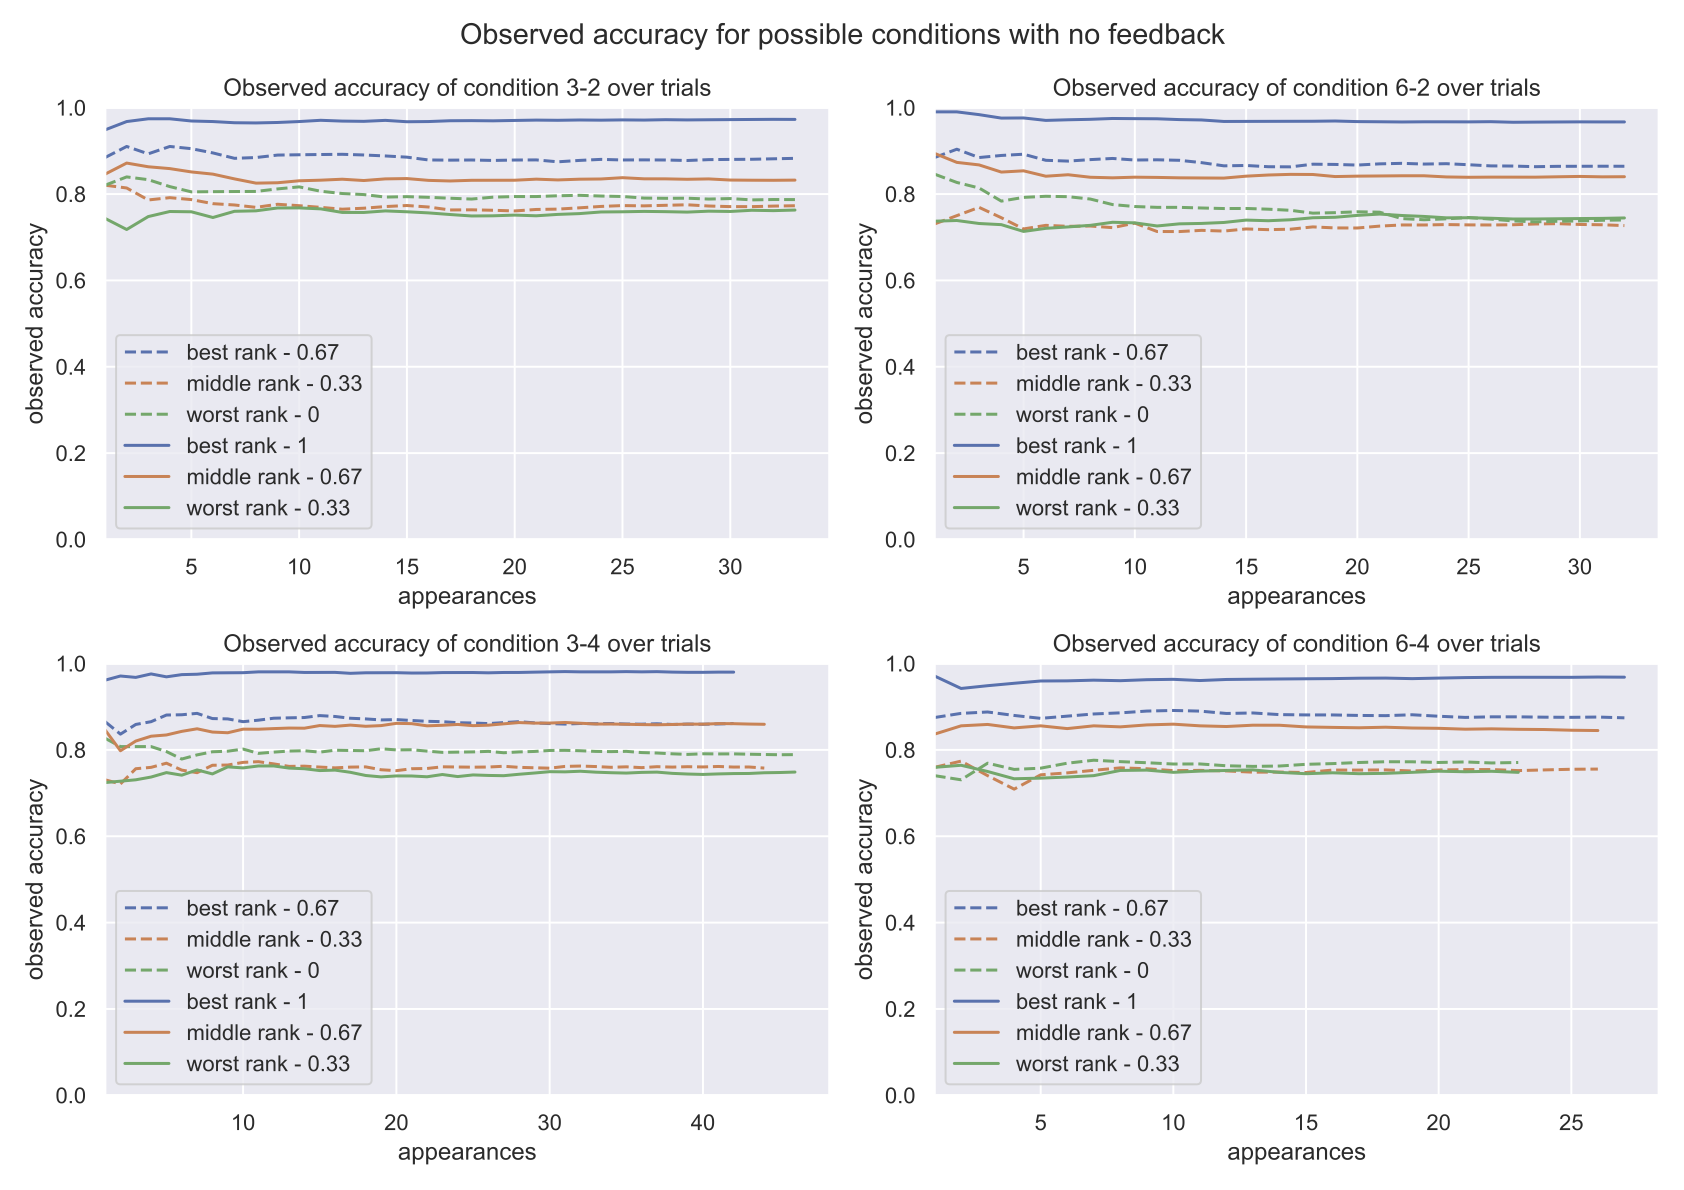 Observed accuracy for possible conditions with no feedback
Observed accuracy of condition 3-2 over trials
observed accuracy
1.0
0.8
0.6
0.4
0.2
0.0
best rank - 0.67
middle rank - 0.33
worst rank - 0
best rank - 1
middle rank - 0.67
worst rank - 0.33
5 10 15 20 25 30
appearances
Observed accuracy of condition 6-2 over trials
observed accuracy
1.0
0.8
0.6
0.4
0.2
0.0
best rank - 0.67
middle rank - 0.33
worst rank - 0
best rank - 1
middle rank - 0.67
worst rank - 0.33
5 10 15 20 25 30
appearances
Observed accuracy of condition 3-4 over trials
observed accuracy
1.0
0.8
0.6
0.4
0.2
0.0
best rank - 0.67
middle rank - 0.33
worst rank - 0
best rank - 1
middle rank - 0.67
worst rank - 0.33
10 20 30 40
appearances
Observed accuracy of condition 6-4 over trials
observed accuracy
1.0
0.8
0.6
0.4
0.2
0.0
best rank - 0.67
middle rank - 0.33
worst rank - 0
best rank - 1
middle rank - 0.67
worst rank - 0.33
5 10 15 20 25
appearances